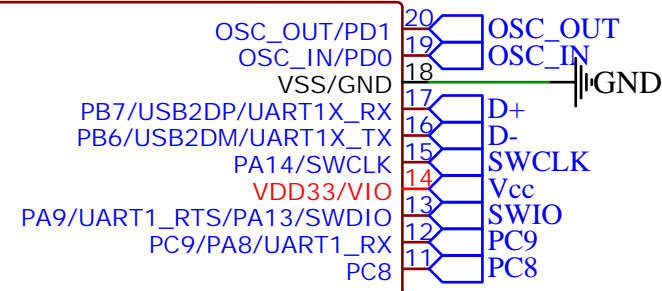 OSC_OUT/PD1 20 OSC_OUT
OSC_IN/PD0 19 OSC_IN
VSS/GND 18 GND
PB7/USB2DP/UART1X_RX 17 D+
PB6/USB2DM/UART1X_TX 16 D-
PA14/SWCLK 15 SWCLK
VDD33/VIO 14 Vcc
PA9/UART1_RTS/PA13/SWDIO 13 SWIO
PC9/PA8/UART1_RX 12 PC9
PC8 11 PC8